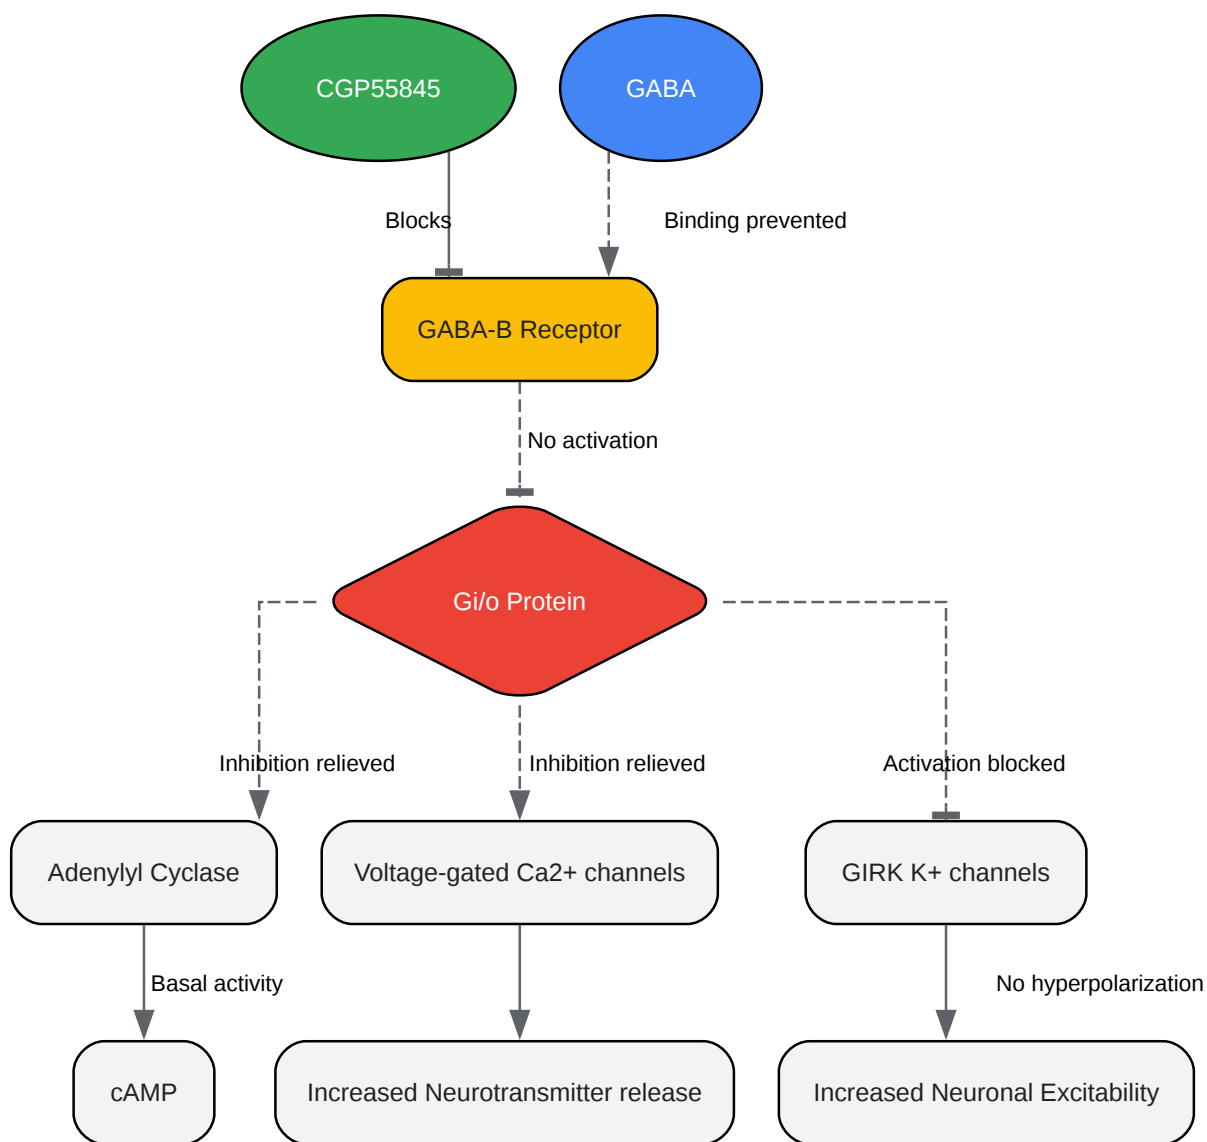 CGP55845
GABA
Blocks
Binding prevented
GABA-B Receptor
No activation
Gi/o Protein
Inhibition relieved
Inhibition relieved
Activation blocked
Adenylyl Cyclase
Voltage-gated Ca2+ channels
GIRK K+ channels
Basal activity
No hyperpolarization
cAMP
Increased Neurotransmitter release
Increased Neuronal Excitability